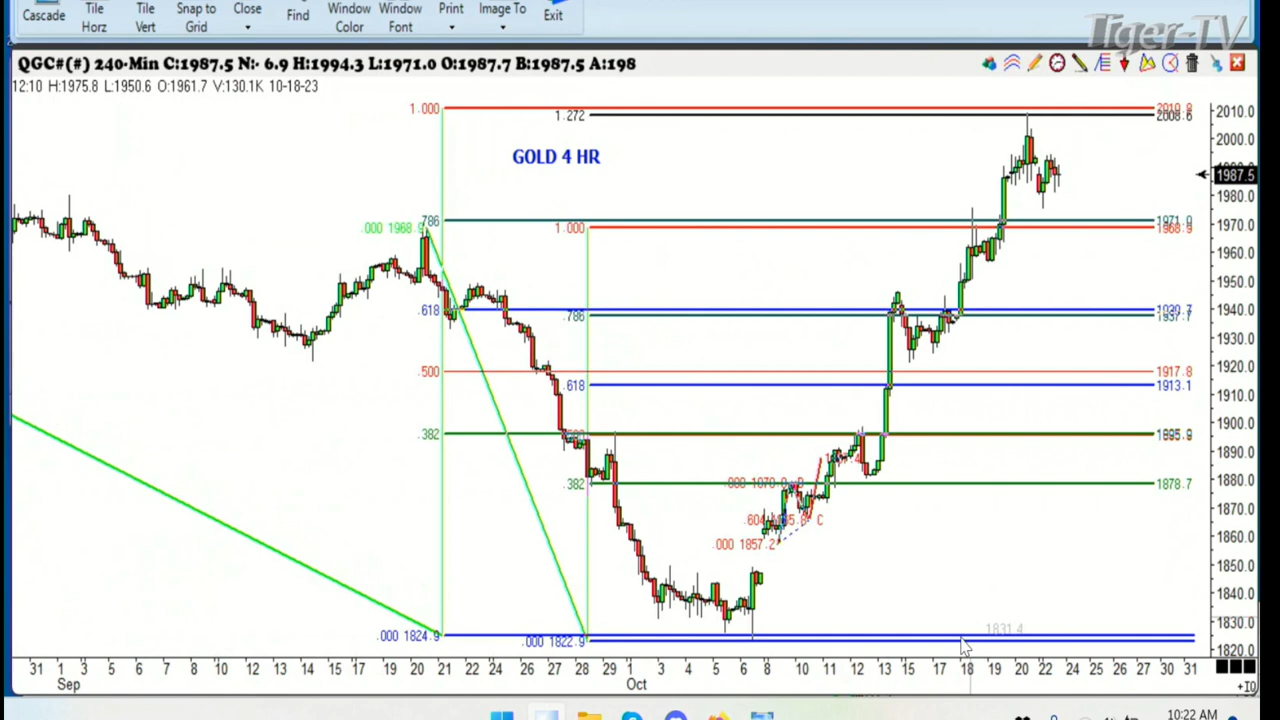 Cascade
Tile Horz
Tile Vert
Snap to Grid
Close
Find
Window Color
Window Font
Print
Image To
Exit
Tiger-TV
QGC#(#) 240-Min C:1987.5 N:- 6.9 H:1994.3 L:1971.0 O:1987.7 B:1987.5 A:198
12:10 H:1975.8 L:1950.6 O:1961.7 V:130.1K 10-18-23
1.000
1.272
2008.6
2010.0
2000.0
GOLD 4 HR
1987.5
1980.0
.786
1971.0
1970.0
.000 1968.9
1.000
1968.9
1960.0
1950.0
.618
1940.0
.786
1937.7
1930.0
1920.0
.500
1917.8
.618
1913.1
1910.0
1900.0
.382
1890.0
.382
1878.7
1880.0
1870.0
C
.000 1857.2
1860.0
1850.0
1840.0
1831.4
1830.0
.000 1824.9
.000 1822.9
1820.0
31 1 3 5 6 7 8 10 12 13 14 15 17 19 20 21 22 24 26 27 28 1 3 4 5 6 8 10 11 12 13 15 17 18 19 20 22 24 25 26 27 29 31
Sep Oct
+10
10:22 AM